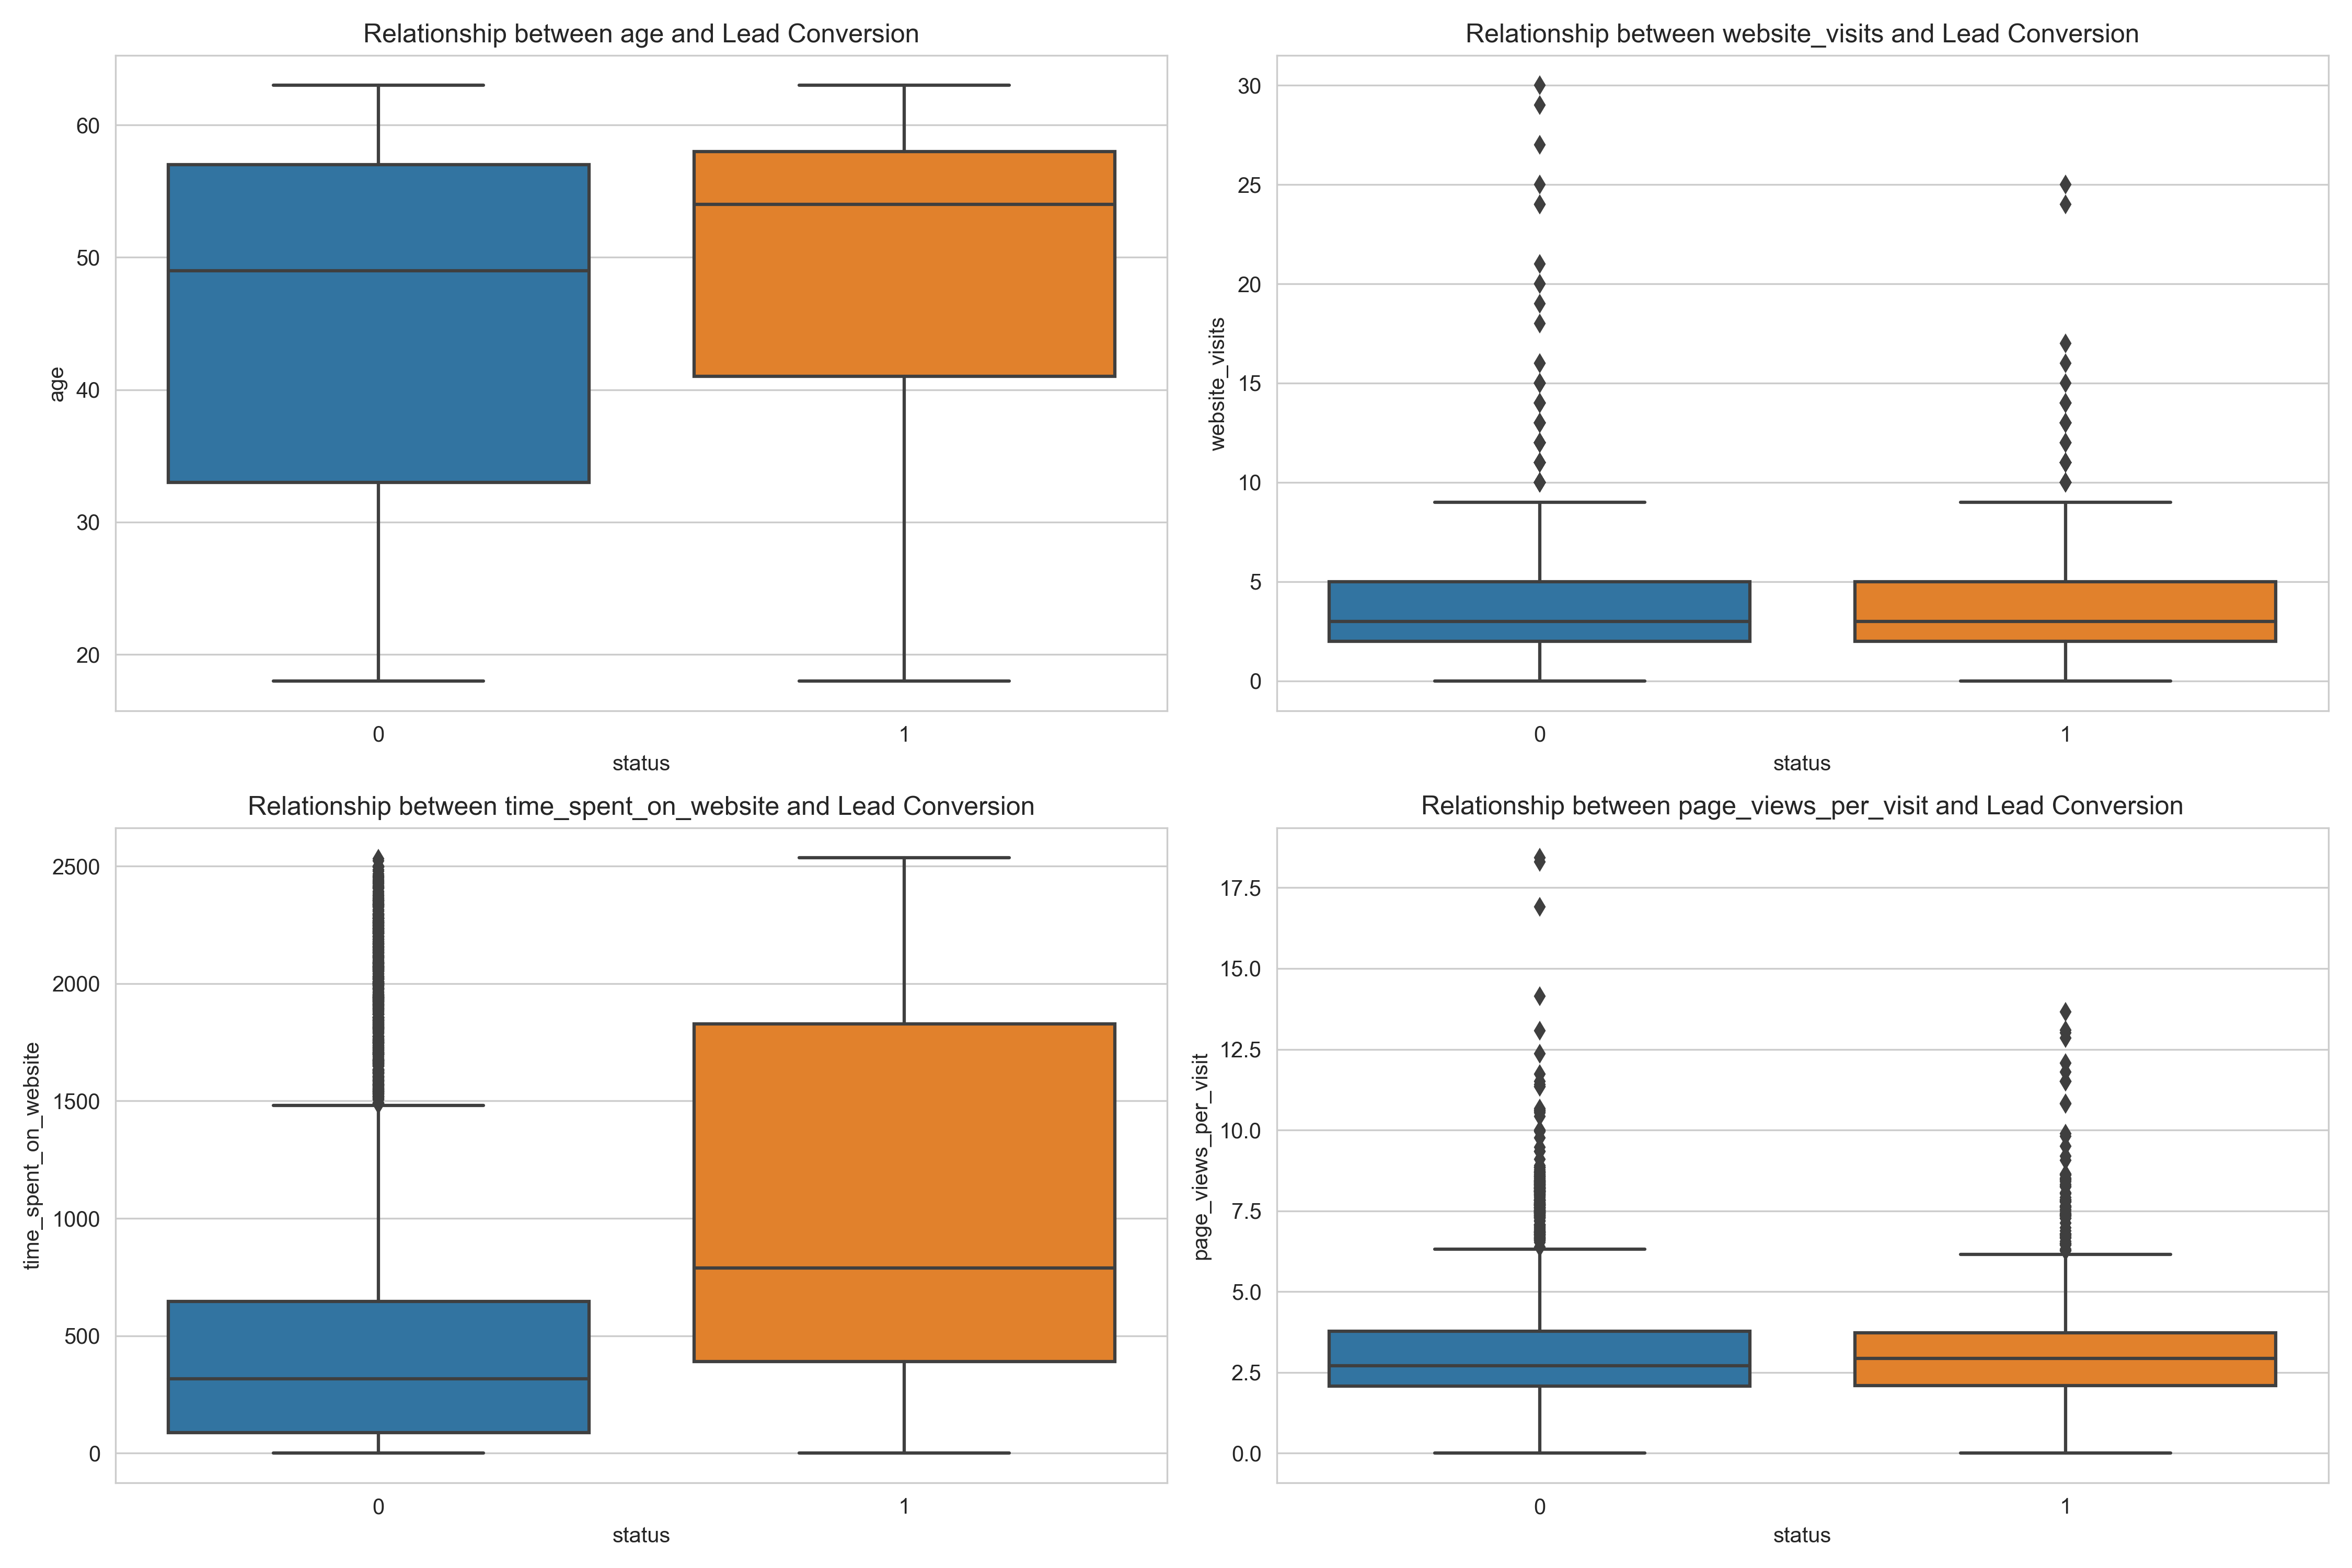 Relationship between age and Lead Conversion
60
50
40
30
20
age
0
1
status
Relationship between website_visits and Lead Conversion
30
25
20
15
10
5
0
website_visits
0
1
status
Relationship between time_spent_on_website and Lead Conversion
2500
2000
1500
1000
500
0
time_spent_on_website
0
1
status
Relationship between page_views_per_visit and Lead Conversion
17.5
15.0
12.5
10.0
7.5
5.0
2.5
0.0
page_views_per_visit
0
1
status